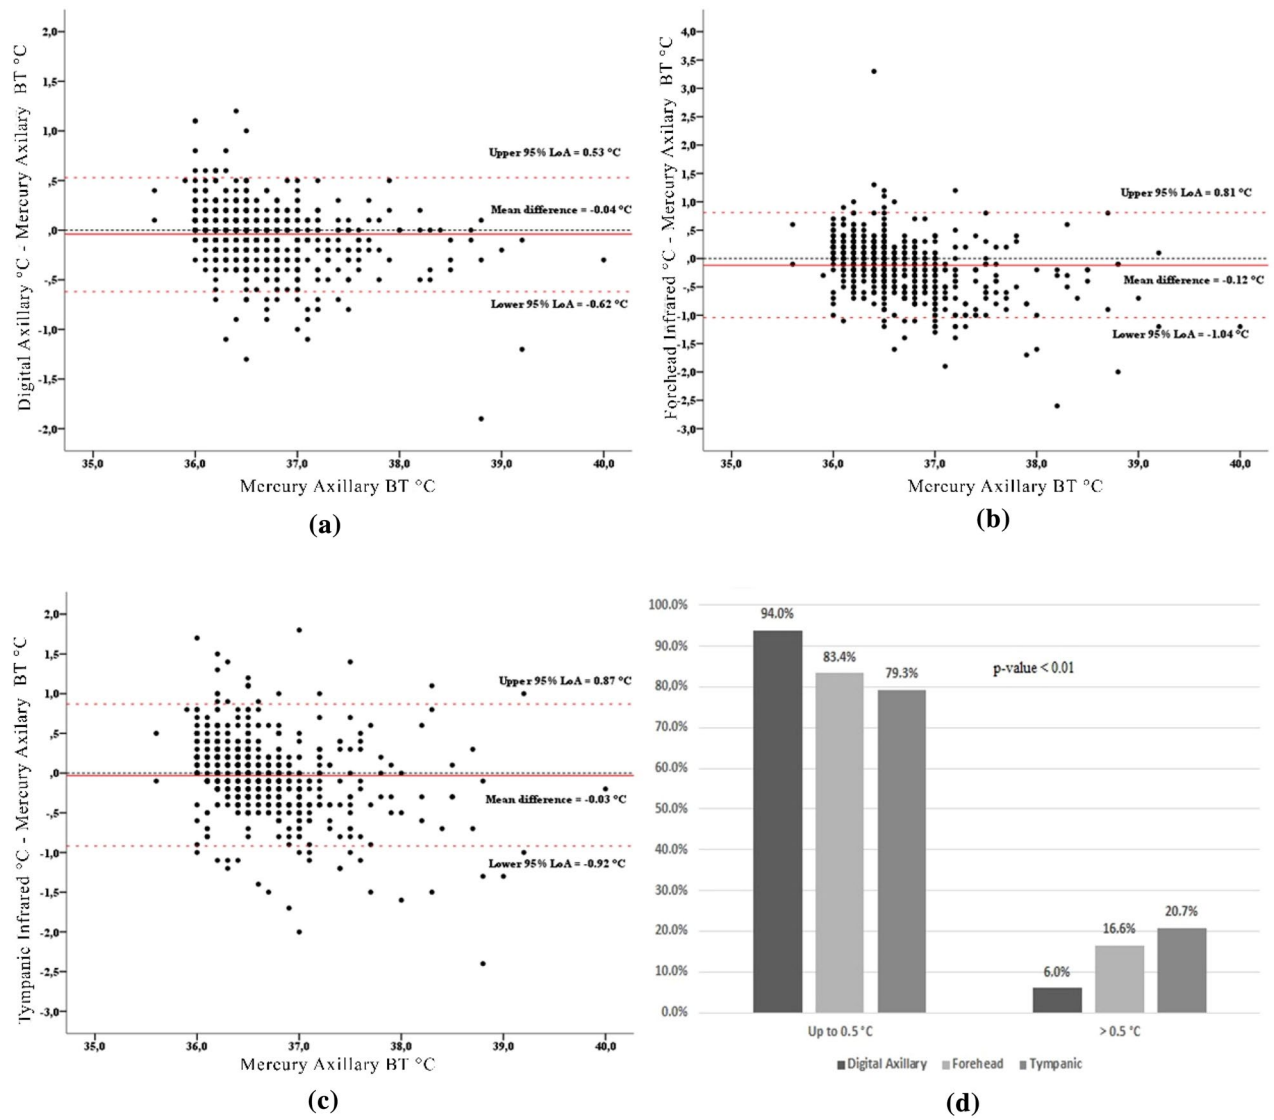 Digital Axillary °C - Mercury Axilary BT °C
2,0
1,5
1,0
,5
,0
-,5
-1,0
-1,5
-2,0
Upper 95% LoA = 0.53 °C
Mean difference = -0.04 °C
Lower 95% LoA = -0.62 °C
35,0 36,0 37,0 38,0 39,0 40,0
Mercury Axillary BT °C
(a)
Forehead Infrared °C - Mercury Axilary BT °C
4,0
3,5
3,0
2,5
2,0
1,5
1,0
,5
,0
-,5
-1,0
-1,5
-2,0
-2,5
-3,0
Upper 95% LoA = 0.81 °C
Mean difference = -0.12 °C
Lower 95% LoA = -1.04 °C
35,0 36,0 37,0 38,0 39,0 40,0
Mercury Axillary BT °C
(b)
Tympanic Infrared °C - Mercury Axilary BT °C
2,0
1,5
1,0
,5
,0
-,5
-1,0
-1,5
-2,0
-2,5
-3,0
Upper 95% LoA = 0.87 °C
Mean difference = -0.03 °C
Lower 95% LoA = -0.92 °C
35,0 36,0 37,0 38,0 39,0 40,0
Mercury Axillary BT °C
(c)
100.0%
90.0%
80.0%
70.0%
60.0%
50.0%
40.0%
30.0%
20.0%
10.0%
0.0%
94.0%
83.4%
79.3%
p-value < 0.01
6.0%
16.6%
20.7%
Up to 0.5 °C > 0.5 °C
Digital Axillary Forehead Tympanic
(d)